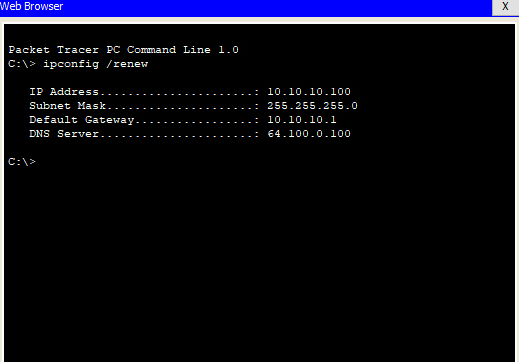 Web Browser
X
Packet Tracer PC Command Line 1.0
C:\> ipconfig /renew
IP Address......................: 10.10.10.100
Subnet Mask.....................: 255.255.255.0
Default Gateway.................: 10.10.10.1
DNS Server......................: 64.100.0.100
C:\>